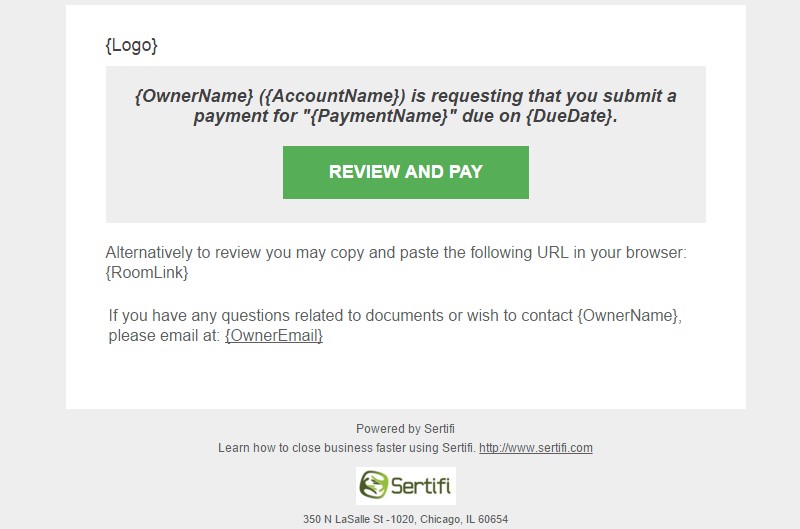 {Logo}
{OwnerName} ({AccountName}) is requesting that you submit a
payment for "{PaymentName}" due on {DueDate}.
REVIEW AND PAY
Alternatively to review you may copy and paste the following URL in your browser:
{RoomLink}
If you have any questions related to documents or wish to contact {OwnerName},
please email at: {OwnerEmail}
Powered by Sertifi
Learn how to close business faster using Sertifi. http://www.sertifi.com
Sertifi
350 N LaSalle St -1020, Chicago, IL 60654